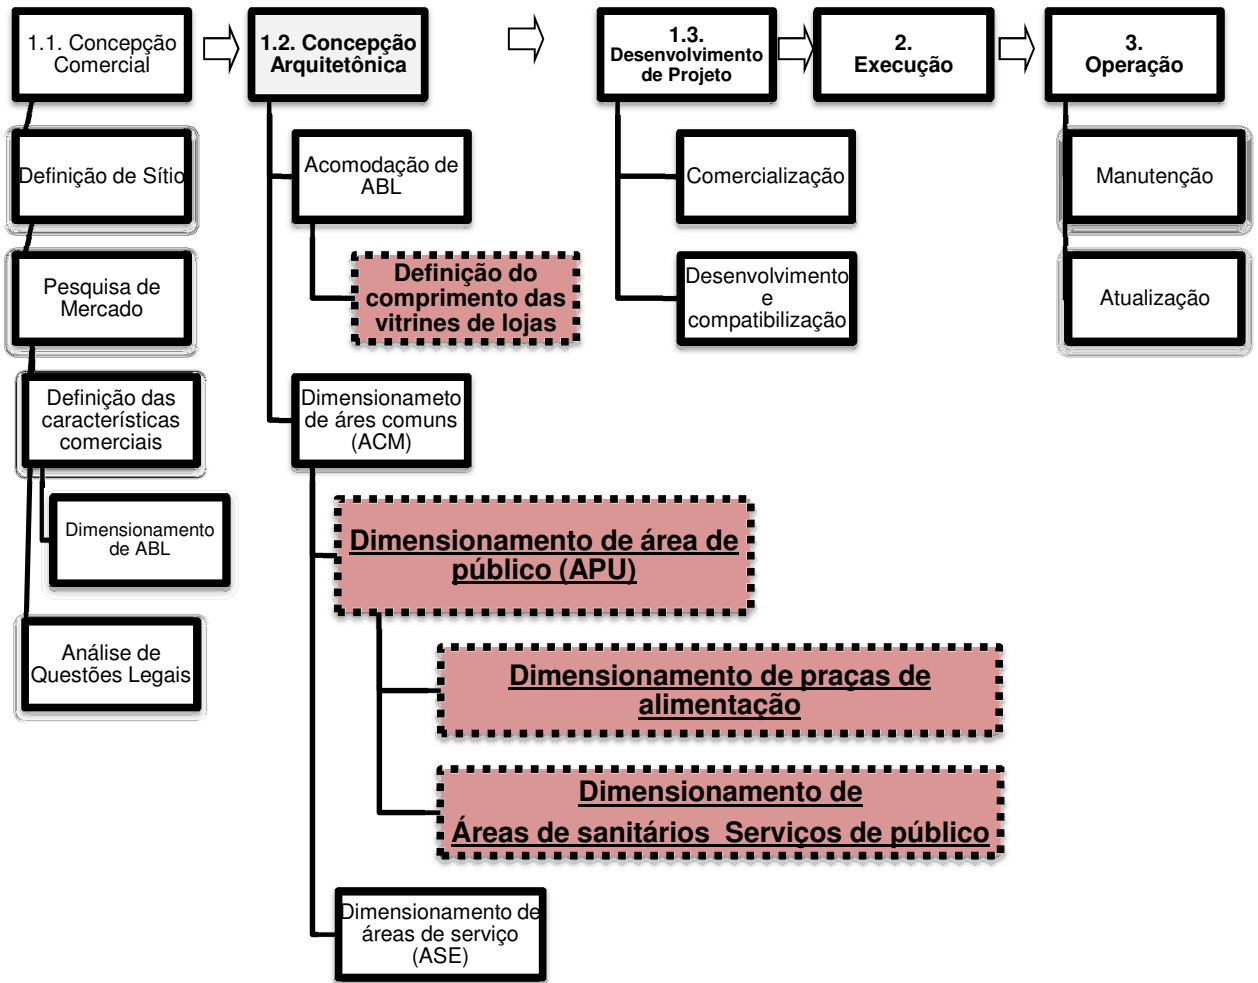 1.1. Concepção
Comercial
1.2. Concepção
Arquitetônica
1.3.
Desenvolvimento
de Projeto
2.
Execução
3.
Operação
Definição de Sítio
Pesquisa de
Mercado
Definição das
características
comerciais
Dimensionamento
de ABL
Análise de
Questões Legais
Acomodação de
ABL
Definição do
comprimento das
vitrines de lojas
Dimensionameto
de áres comuns
(ACM)
Dimensionamento de área de
público (APU)
Dimensionamento de praças de
alimentação
Dimensionamento de
Áreas de sanitários Serviços de público
Dimensionamento de
áreas de serviço
(ASE)
Comercialização
Desenvolvimento
e
compatibilização
Manutenção
Atualização